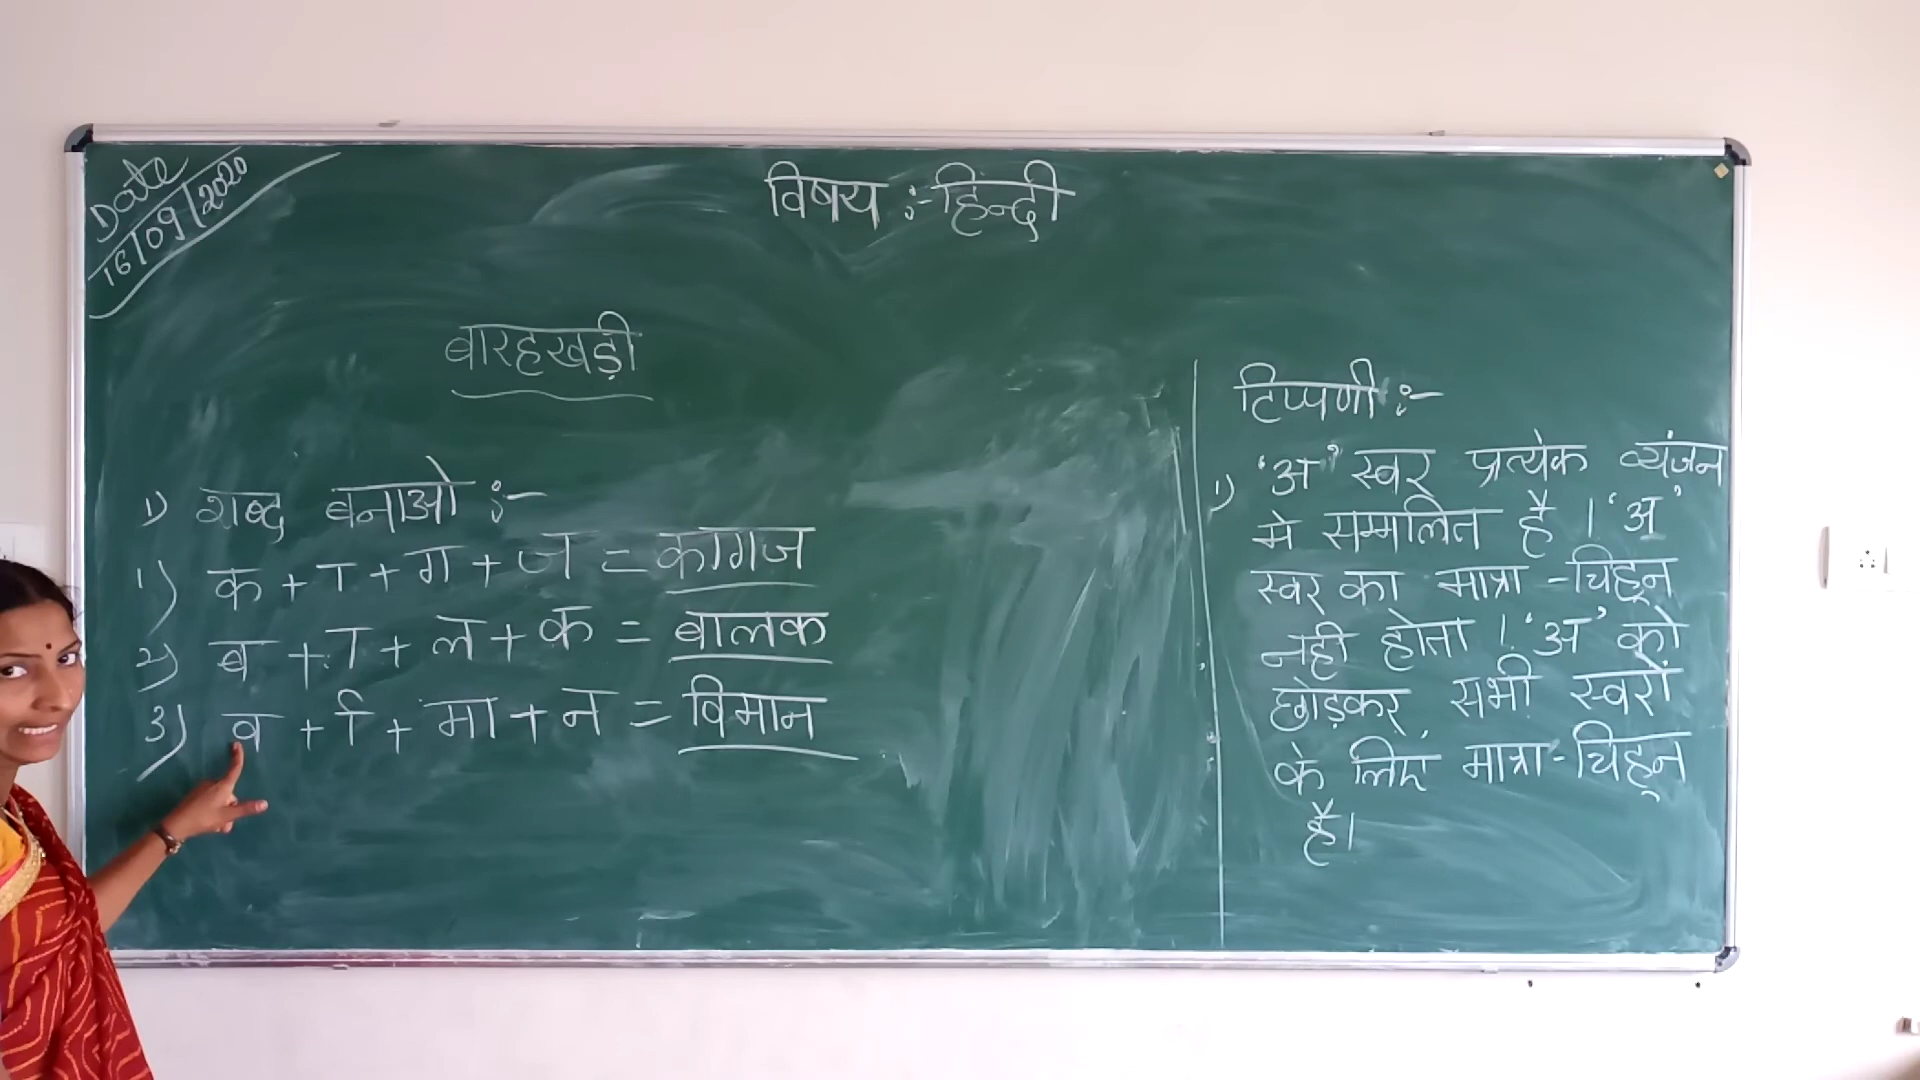 Date
16/09/2020
विषय :- हिन्दी
बारहखड़ी
1) शब्द बनाओ :-
1) क + ा + ग + ज = कागज
2) ब + ा + ल + क = बालक
3) व + ि + मा + न = विमान
टिप्पणी :-
1) 'अ' स्वर प्रत्येक व्यंजन
मे सम्मलित है । 'अ'
स्वर का मात्रा - चिह्न
नही होता । 'अ' को
छोड़कर सभी स्वरों
के लिए मात्रा - चिह्न
है ।